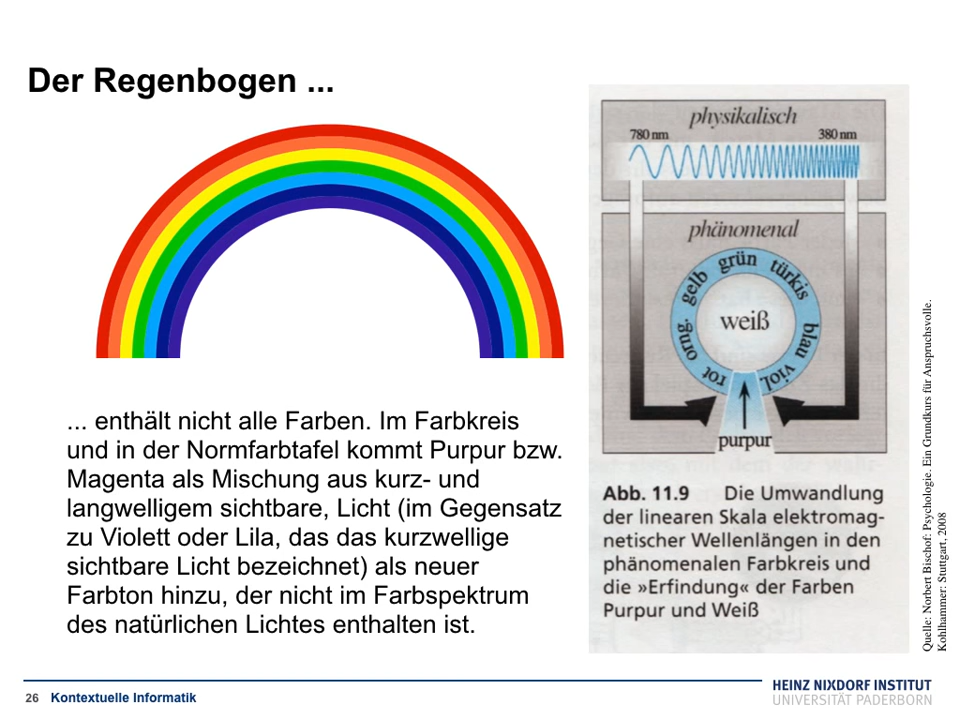 Der Regenbogen ...
... enthält nicht alle Farben. Im Farbkreis
und in der Normfarbtafel kommt Purpur bzw.
Magenta als Mischung aus kurz- und
langwelligem sichtbare, Licht (im Gegensatz
zu Violett oder Lila, das das kurzwellige
sichtbare Licht bezeichnet) als neuer
Farbton hinzu, der nicht im Farbspektrum
des natürlichen Lichtes enthalten ist.
physikalisch
780 nm 380 nm
phänomenal
rot orng. gelb grün türkis blau viol.
weiß
purpur
Abb. 11.9 Die Umwandlung
der linearen Skala elektromag-
netischer Wellenlängen in den
phänomenalen Farbkreis und
die »Erfindung« der Farben
Purpur und Weiß
Quelle: Norbert Bischof: Psychologie. Ein Grundkurs für Anspruchsvolle.
Kohlhammer: Stuttgart, 2008
26 Kontextuelle Informatik
HEINZ NIXDORF INSTITUT
UNIVERSITÄT PADERBORN